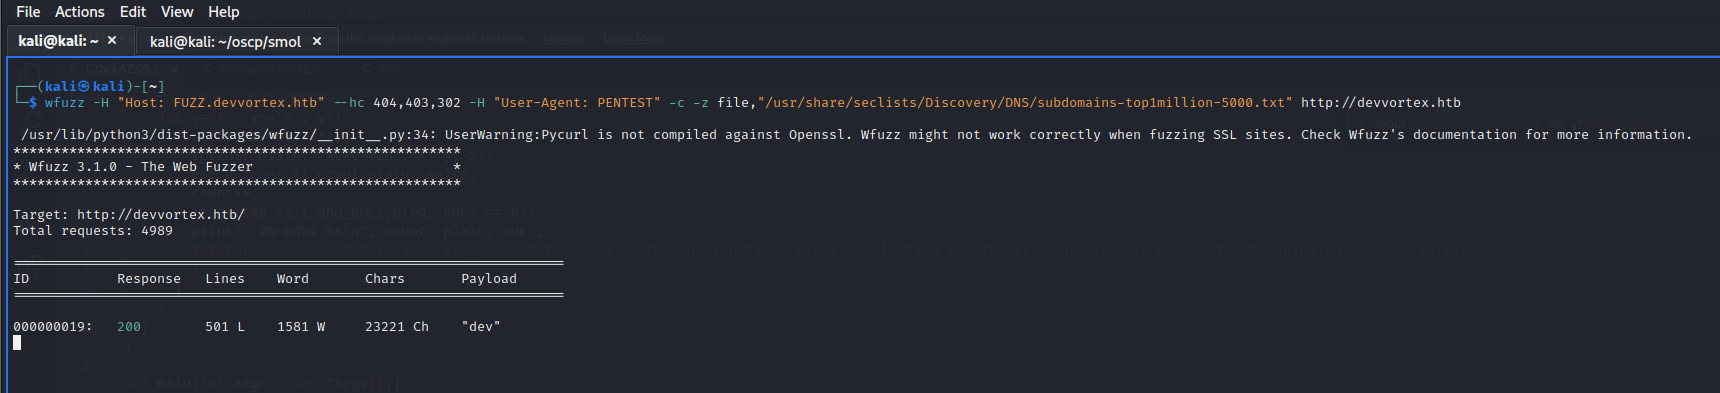 File Actions Edit View Help
kali@kali: ~ × kali@kali: ~/oscp/smol ×
┌──(kali㉿kali)-[~]
└─$ wfuzz -H "Host: FUZZ.devvortex.htb" --hc 404,403,302 -H "User-Agent: PENTEST" -c -z file,"/usr/share/seclists/Discovery/DNS/subdomains-top1million-5000.txt" http://devvortex.htb
/usr/lib/python3/dist-packages/wfuzz/__init__.py:34: UserWarning:Pycurl is not compiled against Openssl. Wfuzz might not work correctly when fuzzing SSL sites. Check Wfuzz's documentation for more information.
********************************************************
* Wfuzz 3.1.0 - The Web Fuzzer                         *
********************************************************
Target: http://devvortex.htb/
Total requests: 4989
=====================================================================
ID           Response   Lines    Word       Chars       Payload
=====================================================================
000000019:   200        501 L    1581 W     23221 Ch    "dev"